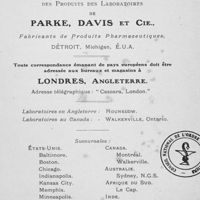 des Produits des Laboratoires
de
PARKE, DAVIS et Cie.,
Fabricants de Produits Pharmaceutiques,
DÉTROIT, Michigan, É.U.A.
Toute correspondance émanant de pays européens doit être
adressée aux bureaux et magasins à
LONDRES, Angleterre.
Adresse télégraphique: "Cascara, London."
Laboratoires en Angleterre: Hounslow.
Laboratoires au Canada: Walkerville, Ontario.
Succursales:
États-Unis.
Baltimore.
Boston.
Chicago.
Indianapolis.
Kansas City.
Memphis.
Minneapolis.
Canada.
Montréal.
Walkerville.
Australie.
Sydney, N.G.S.
Afrique du Sud.
Le Cap.
Inde.